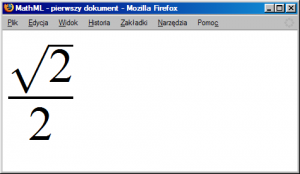 MathML - pierwszy dokument - Mozilla Firefox
Plik Edycja Widok Historia Zakładki Narzędzia Pomoc
√2
2